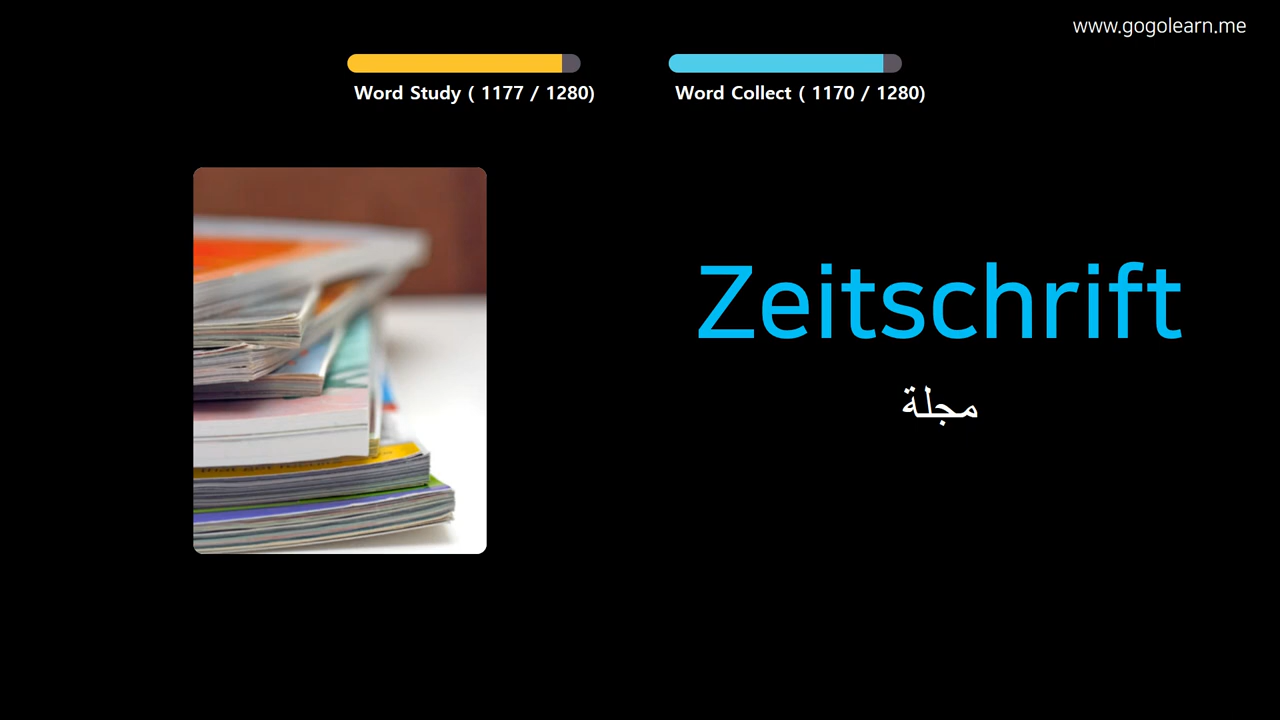 www.gogolearn.me
Word Study ( 1177 / 1280)
Word Collect ( 1170 / 1280)
Zeitschrift
مجلة